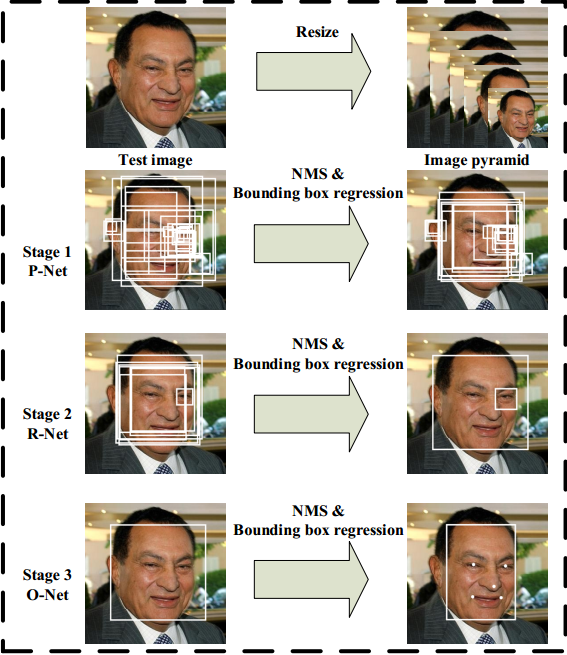 Resize
Test image
Image pyramid
NMS &
Bounding box regression
Stage 1
P-Net
NMS &
Bounding box regression
Stage 2
R-Net
NMS &
Bounding box regression
Stage 3
O-Net